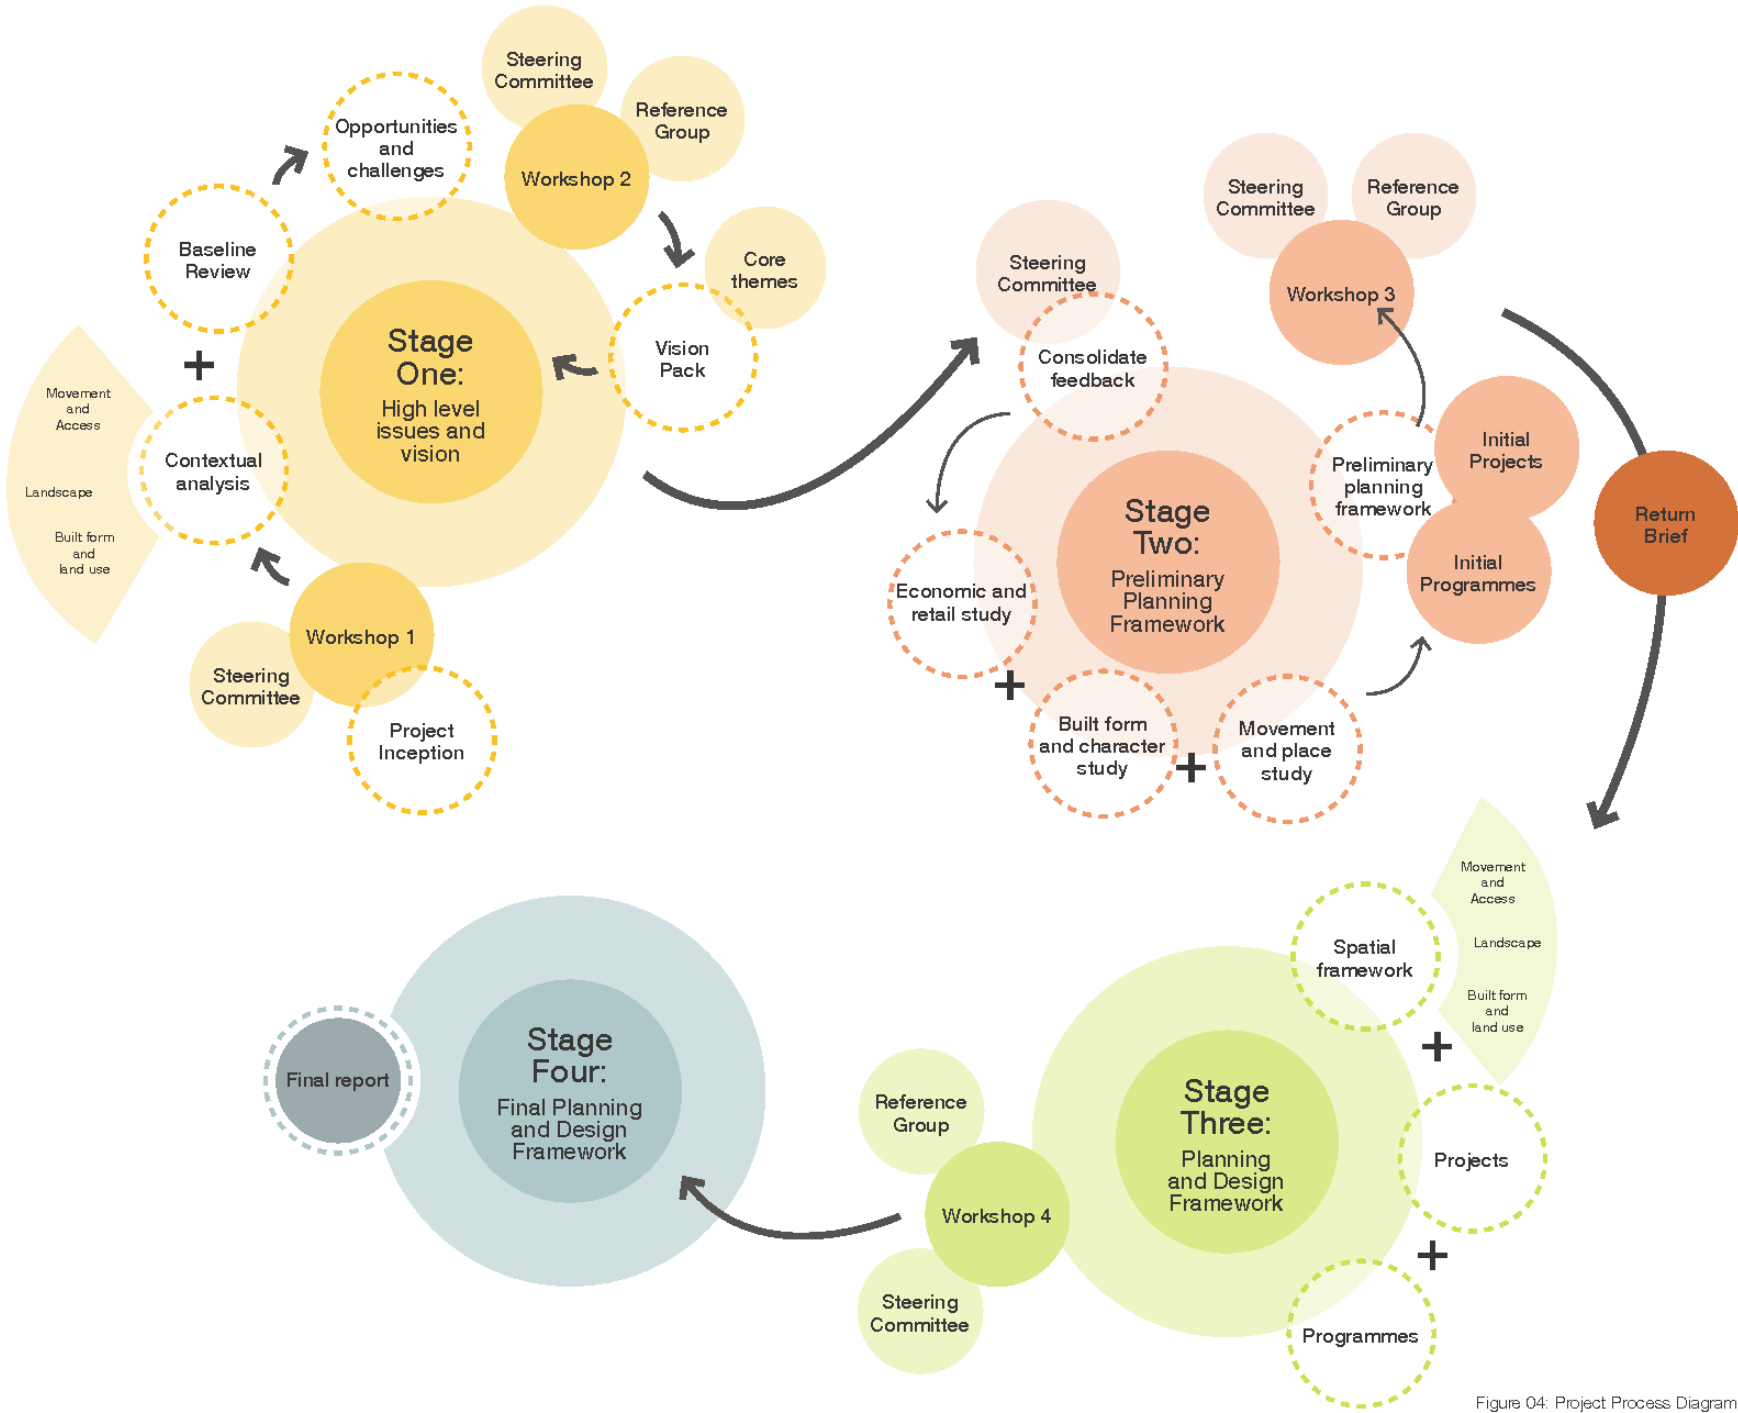 Steering
Committee
Reference
Group
Workshop 2
Opportunities
and
challenges
Baseline
Review
Core
themes
Vision
Pack
Stage
One:
High level
issues and
vision
+
Movement
and
Access
Landscape
Built form
and
land use
Contextual
analysis
Workshop 1
Steering
Committee
Project
Inception
Steering
Committee
Consolidate
feedback
Steering
Committee
Reference
Group
Workshop 3
Initial
Projects
Preliminary
planning
framework
Initial
Programmes
Return
Brief
Stage
Two:
Preliminary
Planning
Framework
Economic and
retail study
+
Built form
and character
study
+
Movement
and place
study
Movement
and
Access
Landscape
Built form
and
land use
Spatial
framework
+
Projects
+
Programmes
Stage
Three:
Planning
and Design
Framework
Reference
Group
Workshop 4
Steering
Committee
Stage
Four:
Final Planning
and Design
Framework
Final report
Figure 04: Project Process Diagram